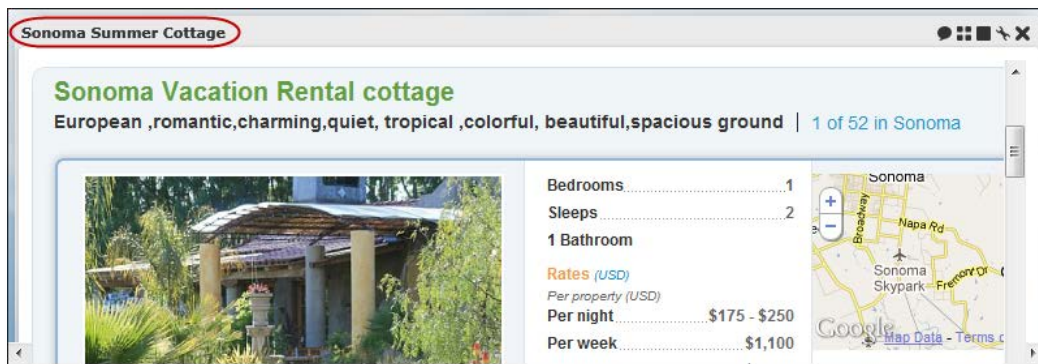 Sonoma Summer Cottage
Sonoma Vacation Rental cottage
European ,romantic,charming,quiet, tropical ,colorful, beautiful,spacious ground | 1 of 52 in Sonoma
Bedrooms 1
Sleeps 2
1 Bathroom
Rates (USD)
Per property (USD)
Per night $175 - $250
Per week $1,100
Sonoma
Broadway
Napa Rd
Sonoma
Skypark
Fremont Dr
Google
Map Data - Terms